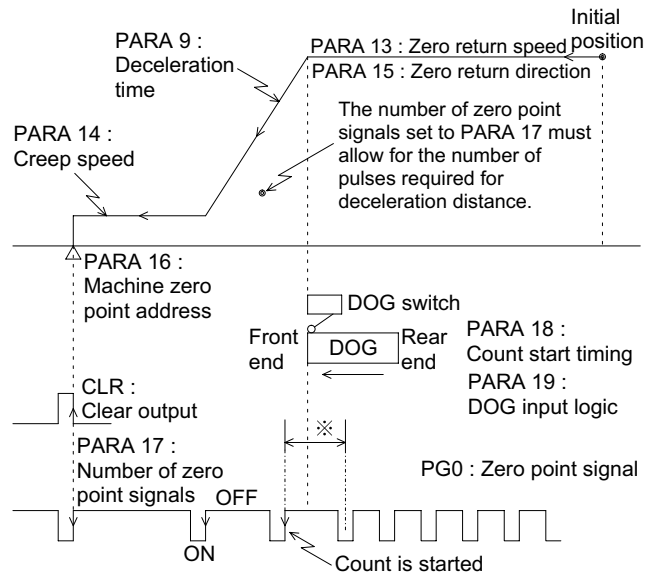 Initial
position
PARA 9 :
Deceleration
time
PARA 13 : Zero return speed
PARA 15 : Zero return direction
The number of zero point
signals set to PARA 17 must
allow for the number of
pulses required for
deceleration distance.
PARA 14 :
Creep speed
PARA 16 :
Machine zero
point address
DOG switch
Front
end
DOG
Rear
end
PARA 18 :
Count start timing
PARA 19 :
DOG input logic
CLR :
Clear output
※
PARA 17 :
Number of zero
point signals
PG0 : Zero point signal
OFF
ON
Count is started